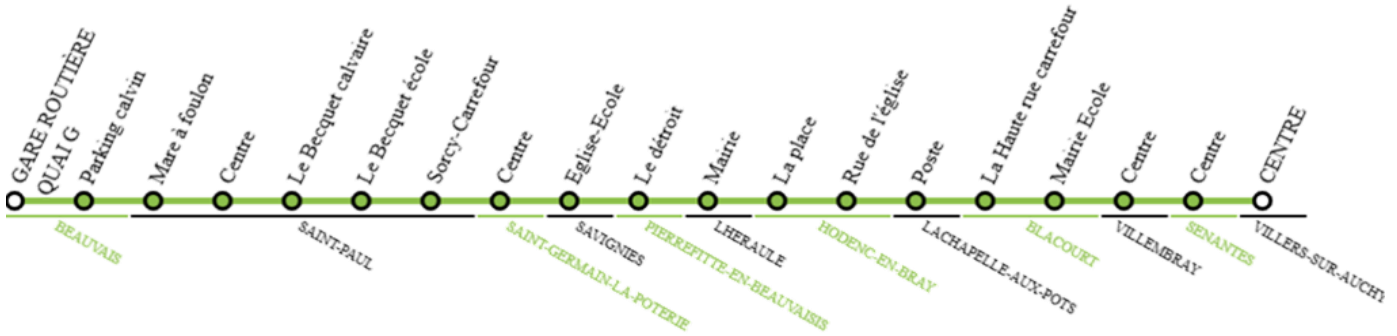 GARE ROUTIÈRE
QUAI G
Parking calvin
Mare à foulon
Centre
Le Becquet calvaire
Le Becquet école
Sorcy-Carrefour
Centre
Eglise-Ecole
Le détroit
Mairie
La place
Rue de l'église
Poste
La Haute rue carrefour
Mairie Ecole
Centre
Centre
CENTRE
BEAUVAIS
SAINT-PAUL
SAINT-GERMAIN-LA-POTERIE
SAVIGNIES
PIERREFITTE-EN-BEAUVAISIS
LHERAULE
HODENC-EN-BRAY
LACHAPELLE-AUX-POTS
BLACOURT
VILLEMBRAY
SENANTES
VILLERS-SUR-AUCHY